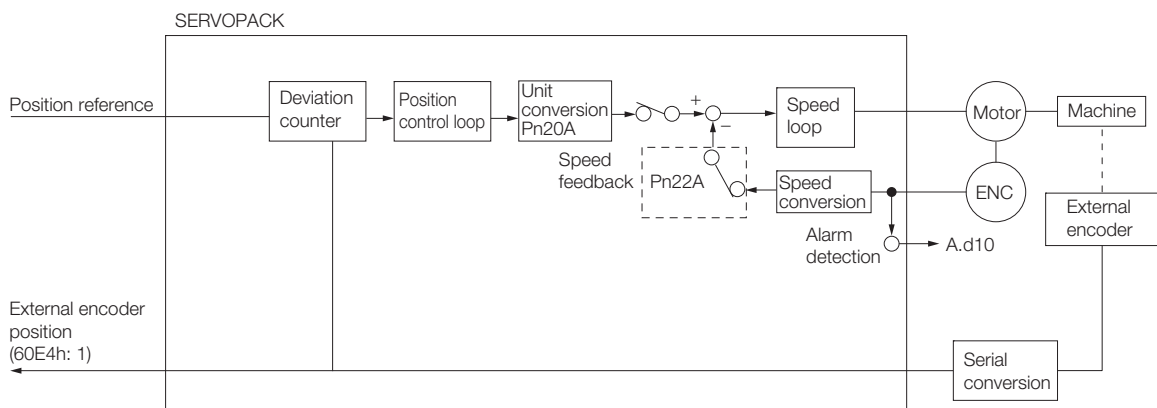 SERVOPACK
Position reference
Deviation
counter
Position
control loop
Unit
conversion
Pn20A
+
−
Speed
loop
Motor
Machine
Speed
feedback
Pn22A
Speed
conversion
ENC
External
encoder
Alarm
detection
A.d10
External encoder
position
(60E4h: 1)
Serial
conversion